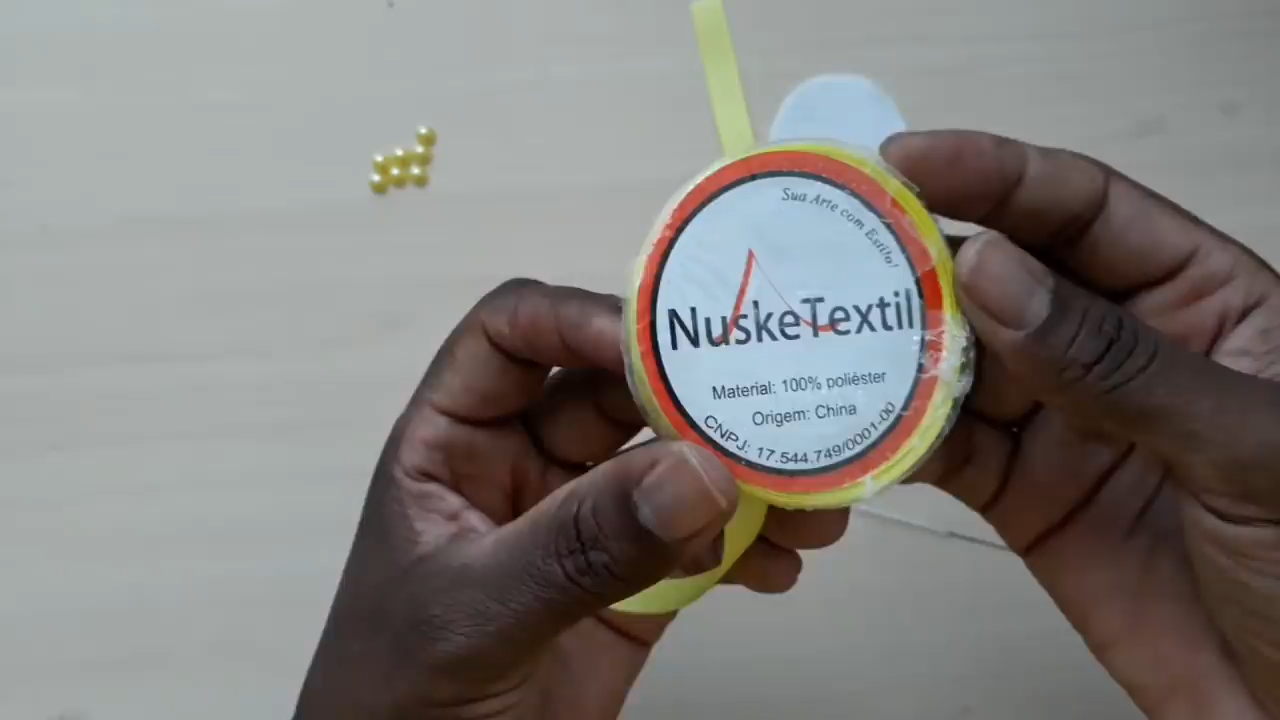 Sua Arte com Estilo!
NuskeTextil
Material: 100% poliéster
Origem: China
CNPJ: 17.544.749/0001-00